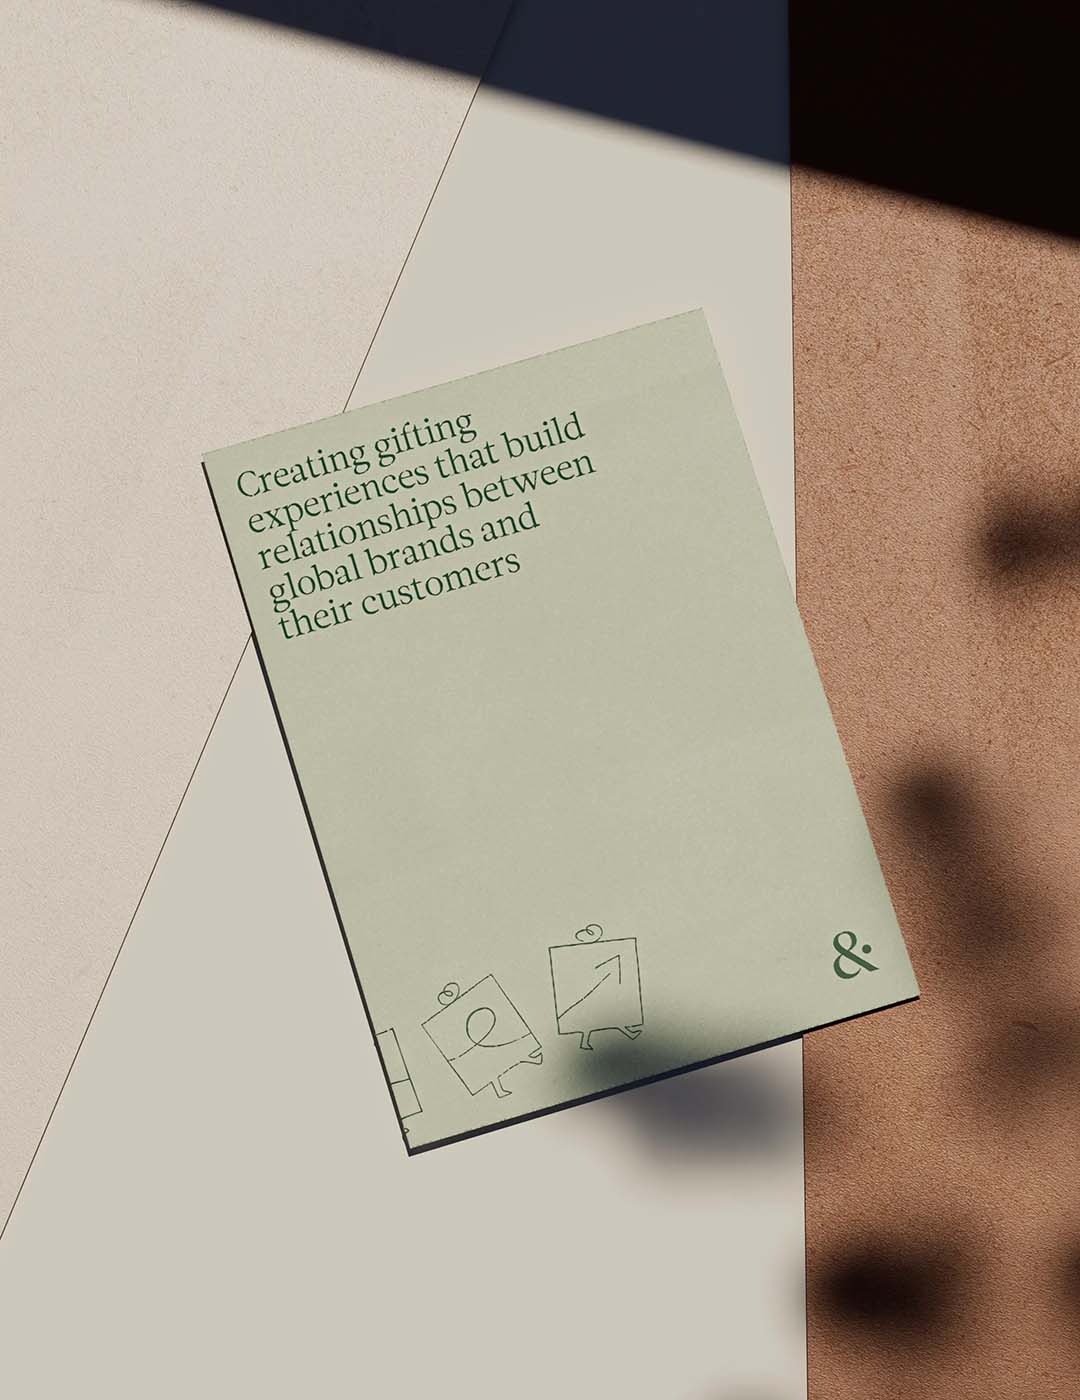 Creating gifting
experiences that build
relationships between
global brands and
their customers
&